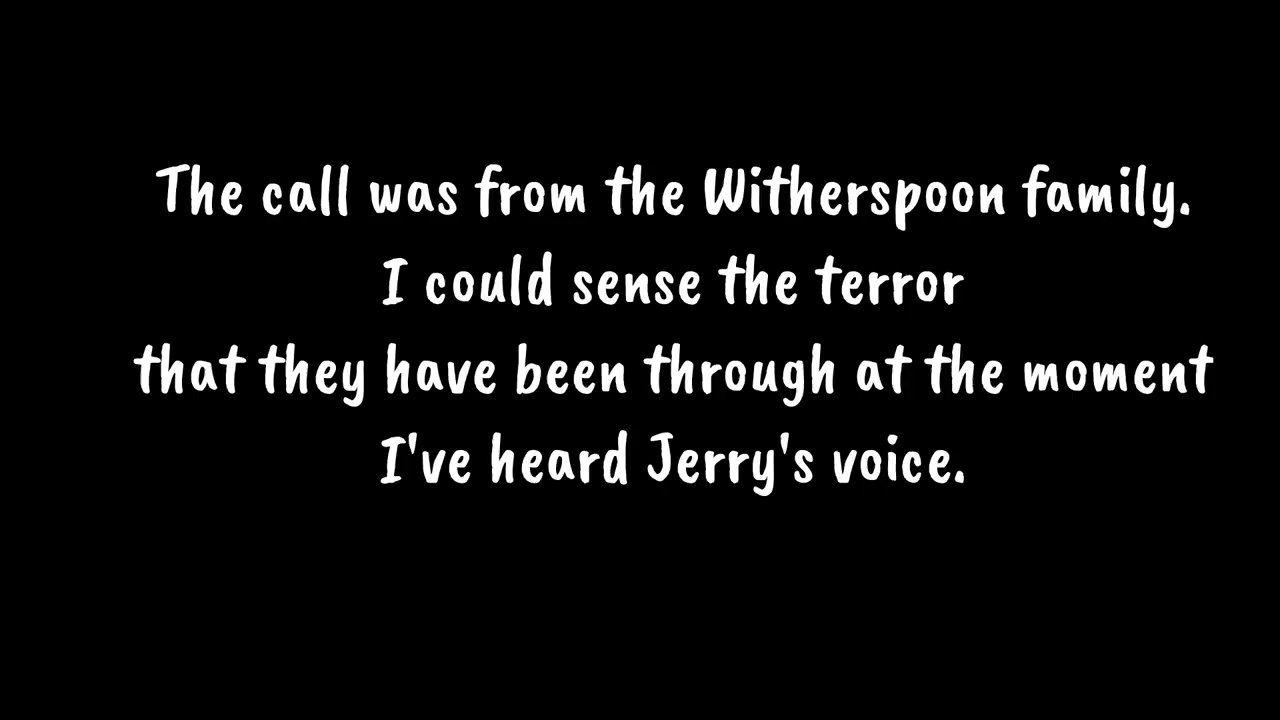 The call was from the Witherspoon family.
I could sense the terror
that they have been through at the moment
I've heard Jerry's voice.